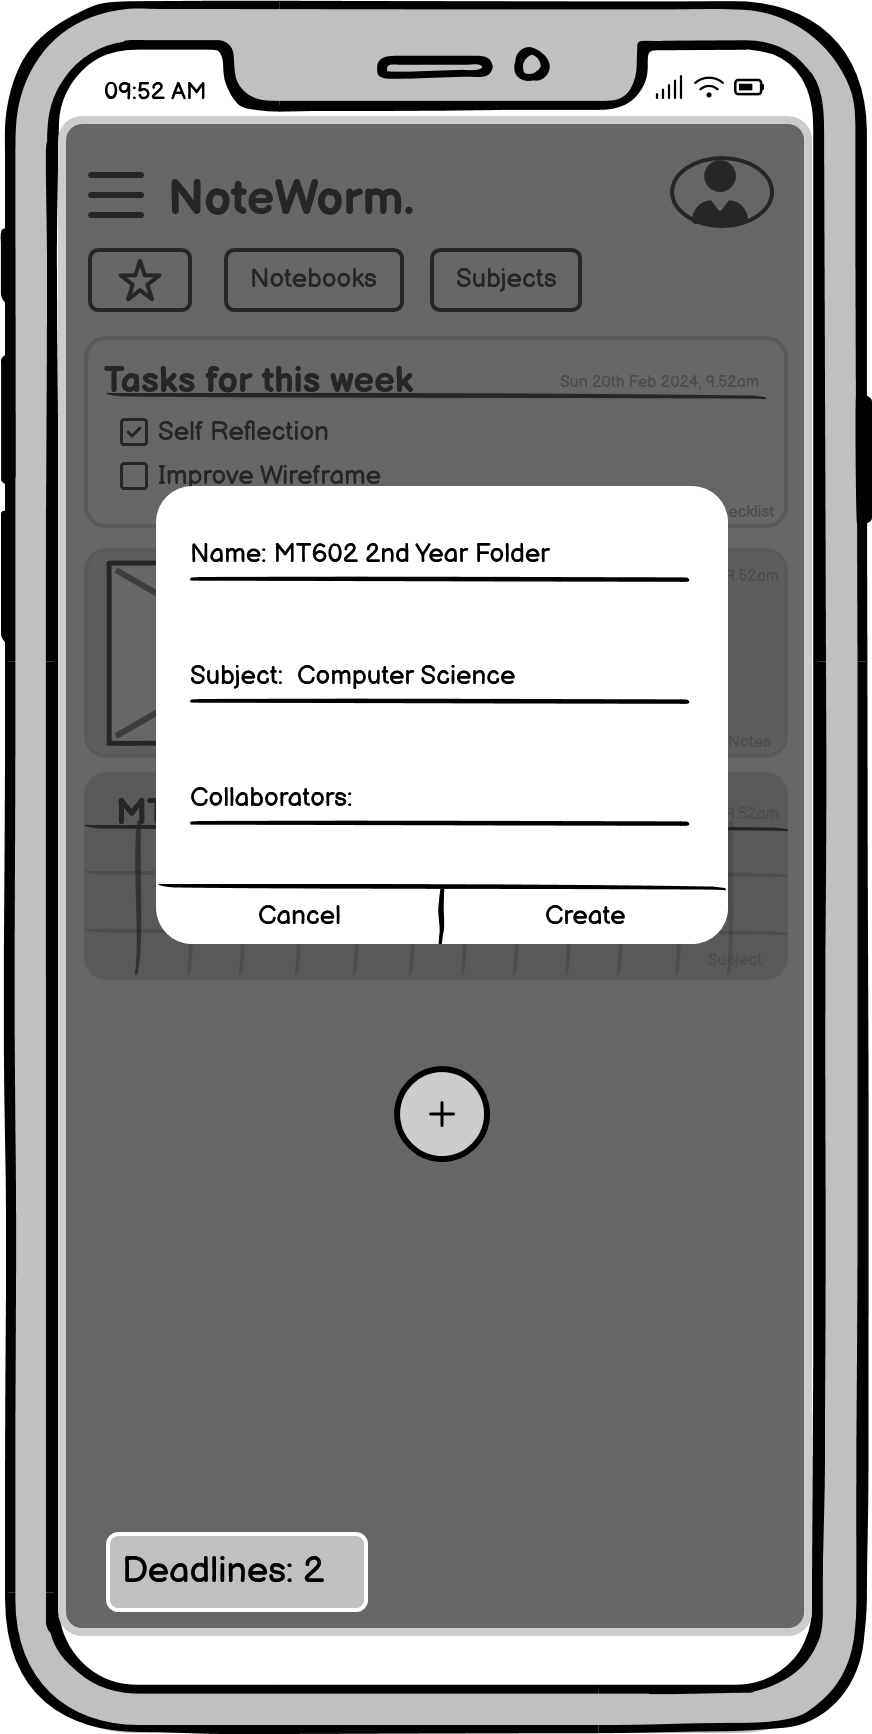 09:52 AM
NoteWorm.
Notebooks
Subjects
Tasks for this week
Sun 20th Feb 2024, 9.52am
Self Reflection
Improve Wireframe
ecklist
9.52am
Name: MT602 2nd Year Folder
Subject: Computer Science
Notes
Collaborators:
MT
9.52am
Cancel
Create
Subject
+
Deadlines: 2